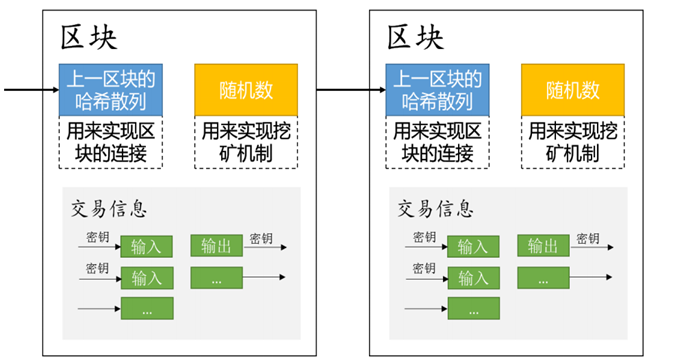 区块
上一区块的
哈希散列
随机数
用来实现区
块的连接
用来实现挖
矿机制
交易信息
密钥 输入 输出 密钥
密钥 输入 ...
...
区块
上一区块的
哈希散列
随机数
用来实现区
块的连接
用来实现挖
矿机制
交易信息
密钥 输入 输出 密钥
密钥 输入 ...
...